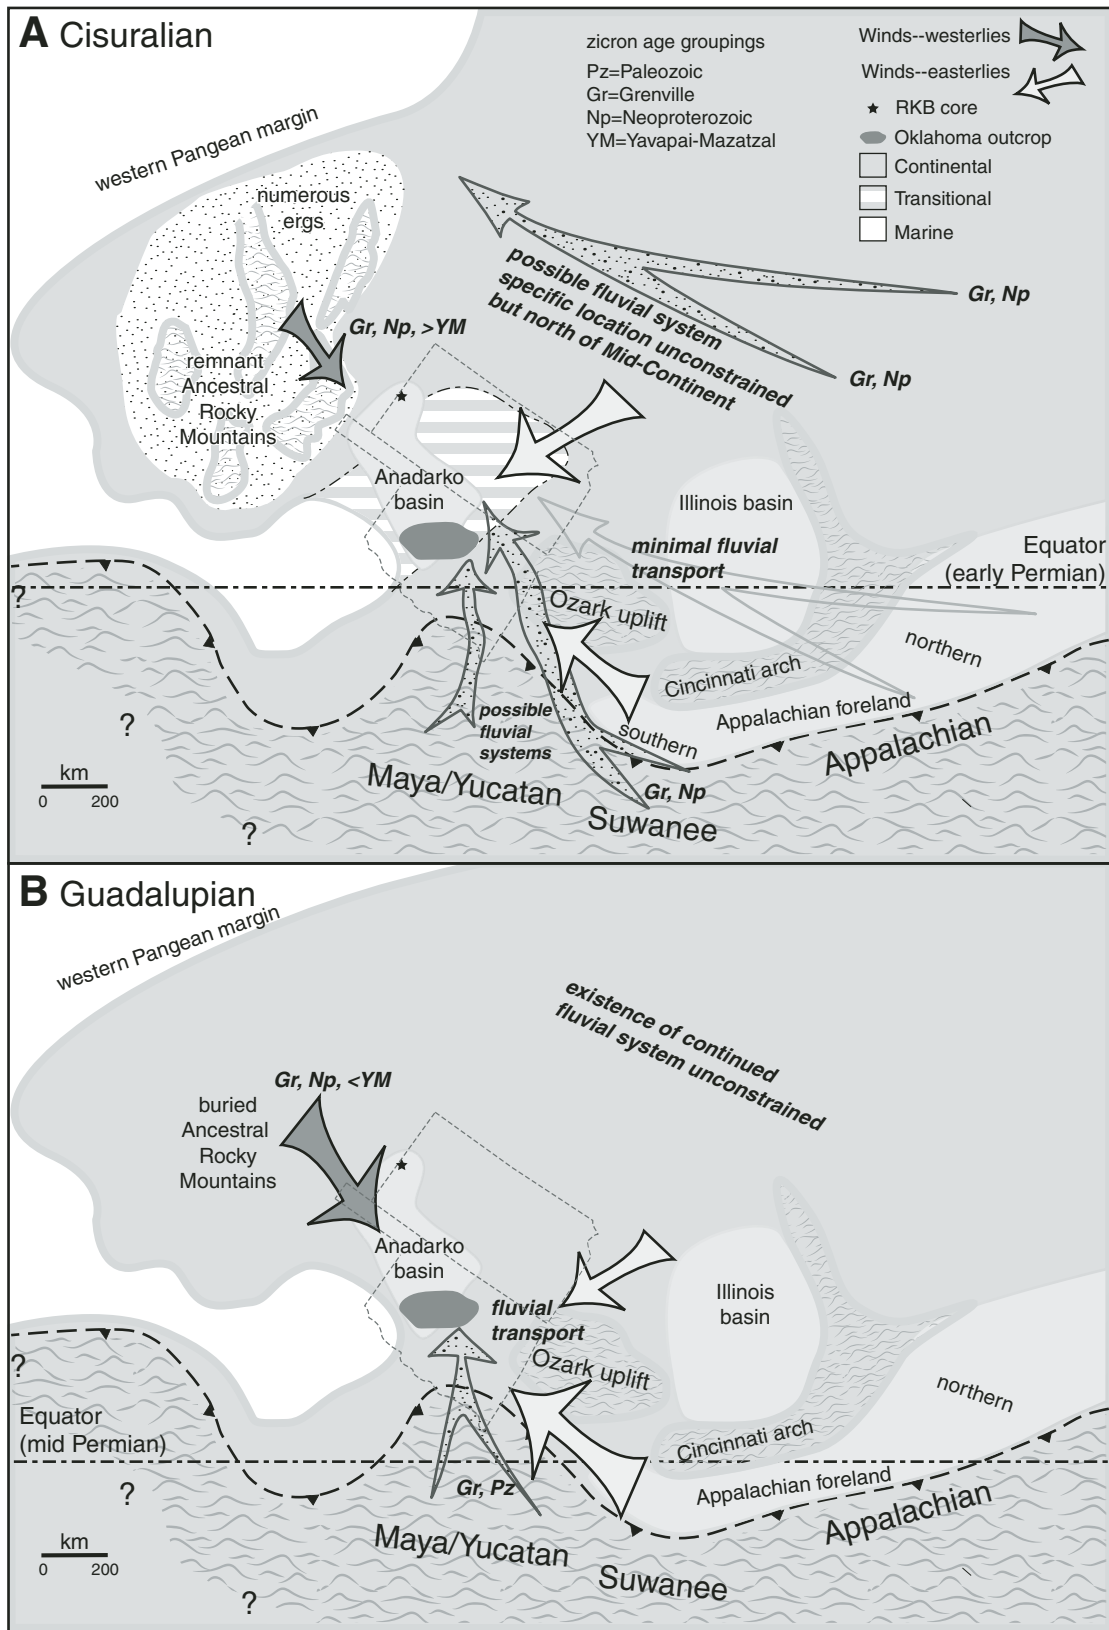 A Cisuralian
zicron age groupings
Pz=Paleozoic
Gr=Grenville
Np=Neoproterozoic
YM=Yavapai-Mazatzal
Winds--westerlies
Winds--easterlies
RKB core
Oklahoma outcrop
Continental
Transitional
Marine
western Pangean margin
numerous
ergs
possible fluvial system
specific location unconstrained
but north of Mid-Continent
Gr, Np
Gr, Np
Gr, Np, >YM
remnant
Ancestral
Rocky
Mountains
Anadarko
basin
Illinois basin
minimal fluvial
transport
Equator
(early Permian)
?
Ozark uplift
northern
Cincinnati arch
Appalachian foreland
southern
possible
fluvial
systems
?
Appalachian
km
0 200
Maya/Yucatan
Gr, Np
Suwanee
?
B Guadalupian
western Pangean margin
existence of continued
fluvial system unconstrained
Gr, Np, <YM
buried
Ancestral
Rocky
Mountains
Anadarko
basin
Illinois
basin
fluvial
transport
?
Ozark uplift
northern
Equator
(mid Permian)
Cincinnati arch
Appalachian foreland
?
Gr, Pz
Appalachian
km
0 200
Maya/Yucatan
Suwanee
?